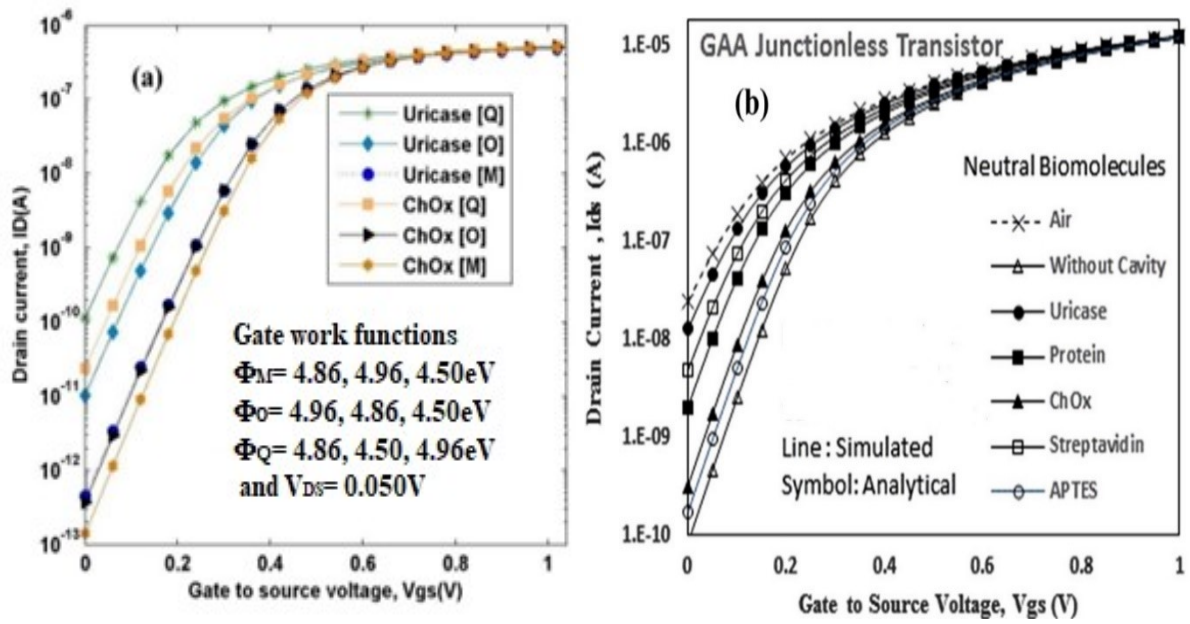 10^-6
10^-7
10^-8
10^-9
10^-10
10^-11
10^-12
10^-13
Drain current, ID(A)
(a)
Uricase [Q]
Uricase [O]
Uricase [M]
ChOx [Q]
ChOx [O]
ChOx [M]
Gate work functions
ΦM= 4.86, 4.96, 4.50eV
ΦO= 4.96, 4.86, 4.50eV
ΦQ= 4.86, 4.50, 4.96eV
and VDS= 0.050V
0 0.2 0.4 0.6 0.8 1
Gate to source voltage, Vgs(V)
1.E-05
1.E-06
1.E-07
1.E-08
1.E-09
1.E-10
Drain Current , Ids (A)
GAA Junctionless Transistor
(b)
Neutral Biomolecules
Air
Without Cavity
Uricase
Protein
ChOx
Streptavidin
APTES
Line : Simulated
Symbol: Analytical
0 0.2 0.4 0.6 0.8 1
Gate to Source Voltage, Vgs (V)